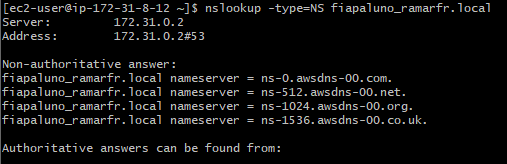 [ec2-user@ip-172-31-8-12 ~]$ nslookup -type=NS fiapaluno_ramarfr.local
Server:         172.31.0.2
Address:        172.31.0.2#53

Non-authoritative answer:
fiapaluno_ramarfr.local nameserver = ns-0.awsdns-00.com.
fiapaluno_ramarfr.local nameserver = ns-512.awsdns-00.net.
fiapaluno_ramarfr.local nameserver = ns-1024.awsdns-00.org.
fiapaluno_ramarfr.local nameserver = ns-1536.awsdns-00.co.uk.

Authoritative answers can be found from: